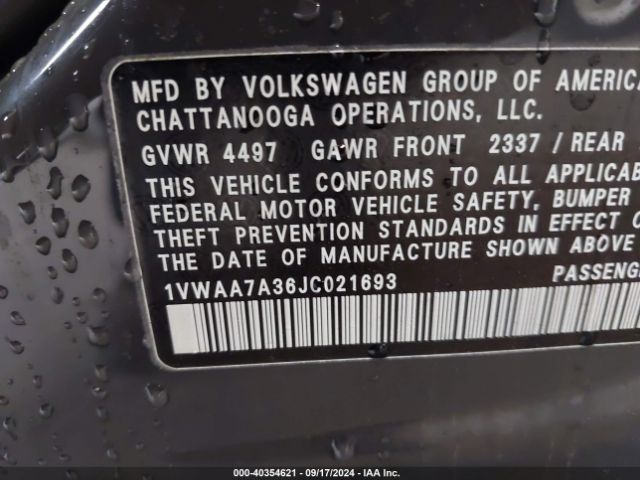 MFD BY VOLKSWAGEN GROUP OF AMERICA
CHATTANOOGA OPERATIONS, LLC.
GVWR 4497 GAWR FRONT 2337 / REAR
THIS VEHICLE CONFORMS TO ALL APPLICAB
FEDERAL MOTOR VEHICLE SAFETY, BUMPER
THEFT PREVENTION STANDARDS IN EFFECT O
THE DATE OF MANUFACTURE SHOWN ABOVE
1VWAA7A36JC021693 PASSENG
000-40354621 - 09/17/2024 - IAA Inc.